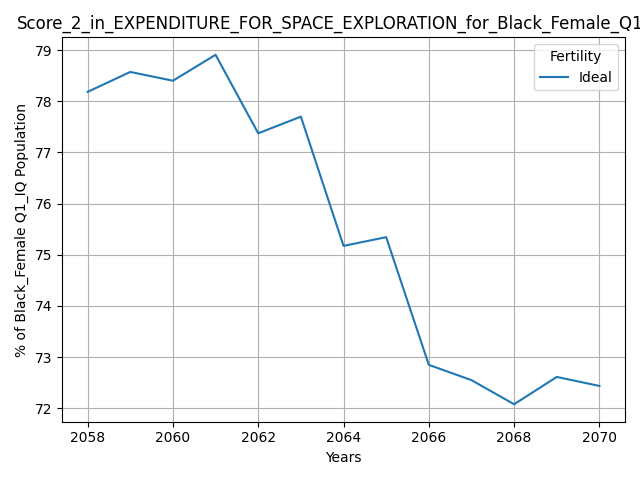 Score_2_in_EXPENDITURE_FOR_SPACE_EXPLORATION_for_Black_Female_Q1
Fertility
Ideal
% of Black_Female Q1_IQ Population
79
78
77
76
75
74
73
72
2058 2060 2062 2064 2066 2068 2070
Years